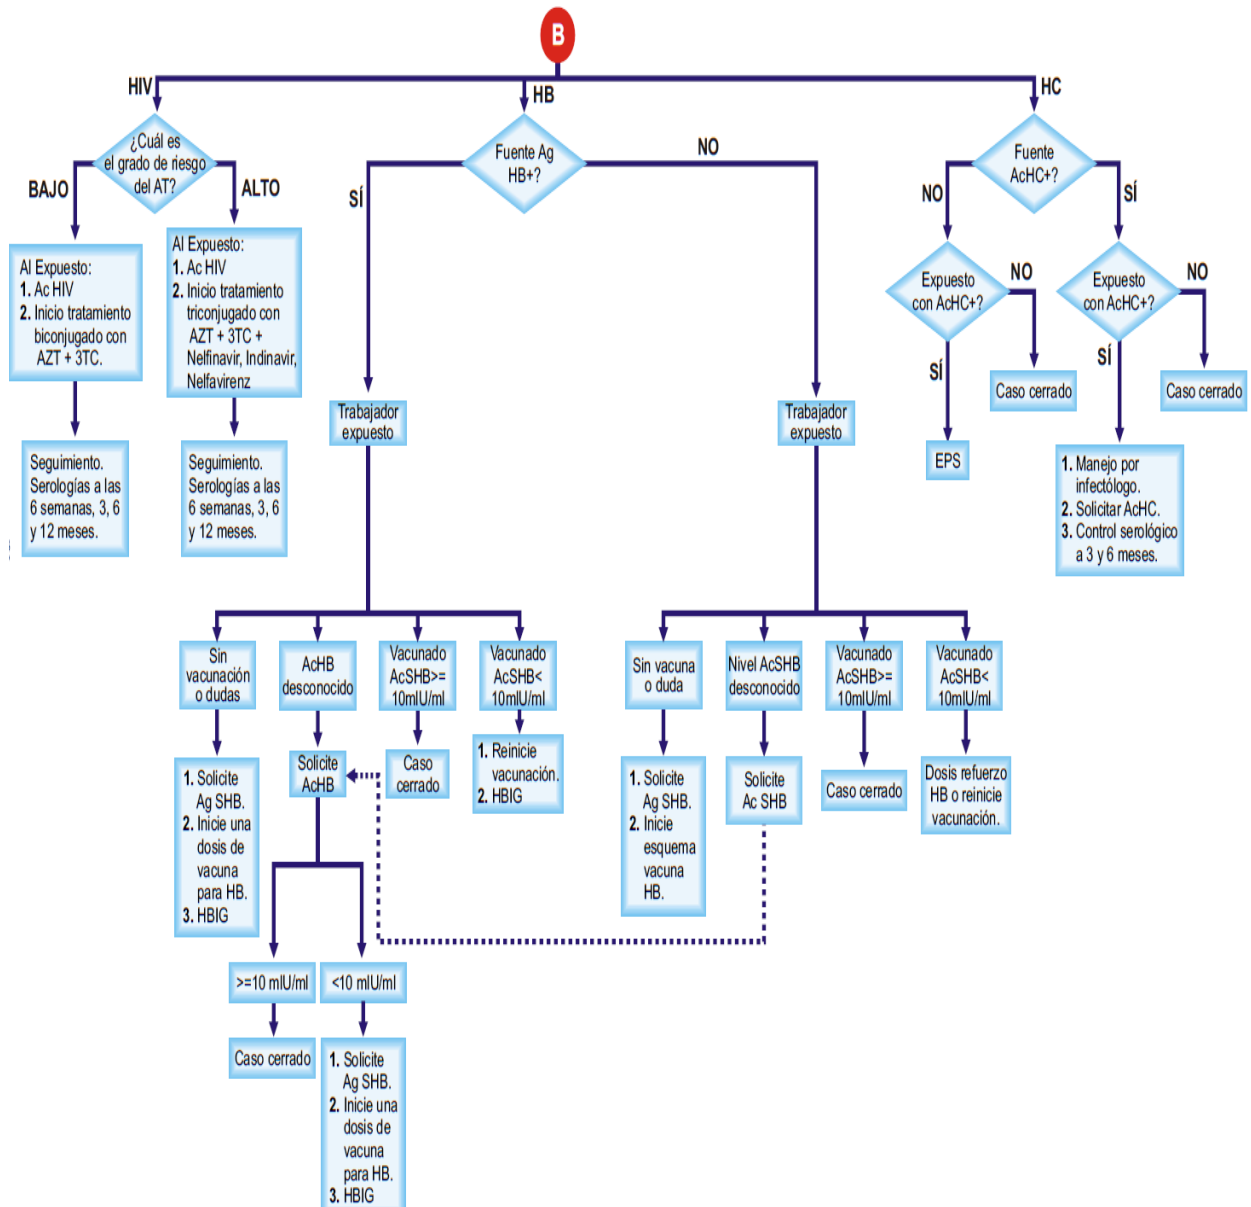 B
HIV
HB
HC
¿Cuál es
el grado de riesgo
del AT?
BAJO
ALTO
Al Expuesto:
1. Ac HIV
2. Inicio tratamiento
biconjugado con
AZT + 3TC.
Seguimiento.
Serologías a las
6 semanas, 3, 6
y 12 meses.
Al Expuesto:
1. Ac HIV
2. Inicio tratamiento
triconjugado con
AZT + 3TC +
Nelfinavir, Indinavir,
Nelfavirenz
Seguimiento.
Serologías a las
6 semanas, 3, 6
y 12 meses.
Fuente Ag
HB+?
SÍ
NO
Trabajador
expuesto
Sin
vacunación
o dudas
1. Solicite
Ag SHB.
2. Inicie una
dosis de
vacuna
para HB.
3. HBIG
AcHB
desconocido
Solicite
AcHB
>=10 mlU/ml
Caso cerrado
<10 mlU/ml
1. Solicite
Ag SHB.
2. Inicie una
dosis de
vacuna
para HB.
3. HBIG
Vacunado
AcSHB>=
10mlU/ml
Caso
cerrado
Vacunado
AcSHB<
10mlU/ml
1. Reinicie
vacunación.
2. HBIG
Trabajador
expuesto
Sin vacuna
o duda
1. Solicite
Ag SHB.
2. Inicie
esquema
vacuna
HB.
Nivel AcSHB
desconocido
Solicite
Ac SHB
Vacunado
AcSHB>=
10mlU/ml
Caso cerrado
Vacunado
AcSHB<
10mlU/ml
Dosis refuerzo
HB o reinicie
vacunación.
Fuente
AcHC+?
NO
SÍ
Expuesto
con AcHC+?
NO
Caso cerrado
SÍ
EPS
Expuesto
con AcHC+?
NO
Caso cerrado
SÍ
1. Manejo por
infectólogo.
2. Solicitar AcHC.
3. Control serológico
a 3 y 6 meses.